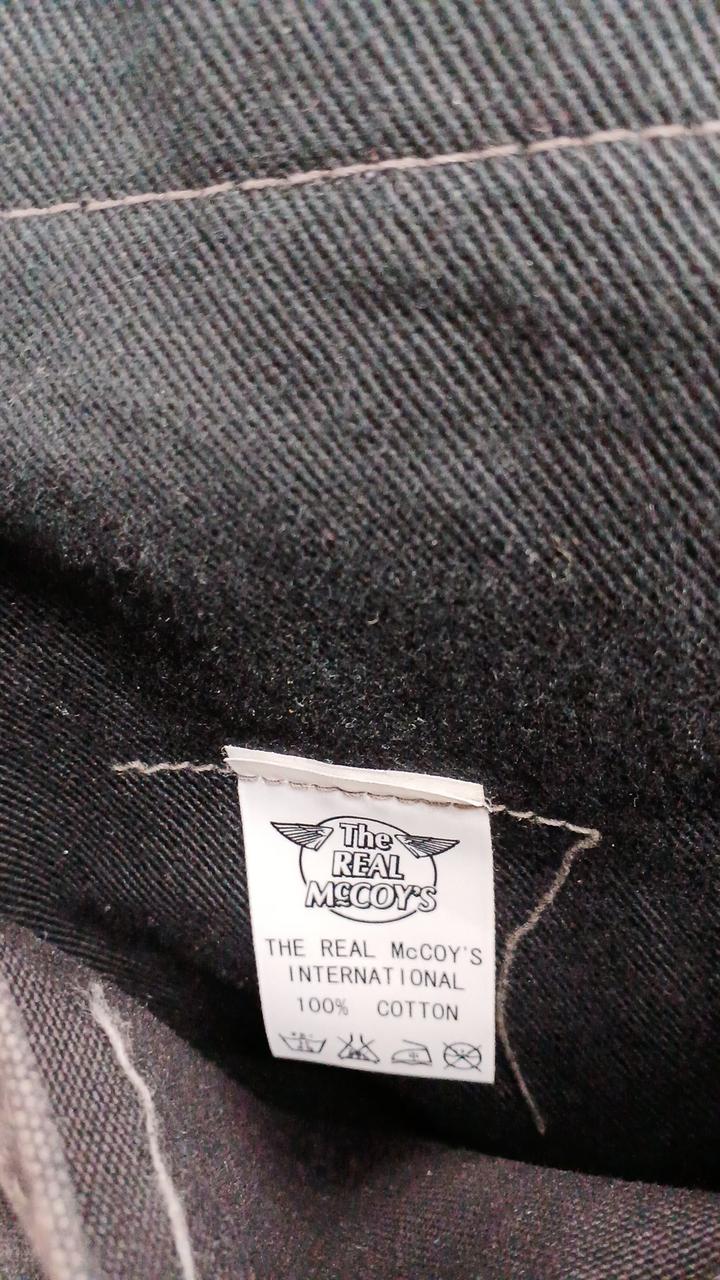 The
REAL
McCOY'S
THE REAL McCOY'S
INTERNATIONAL
100% COTTON